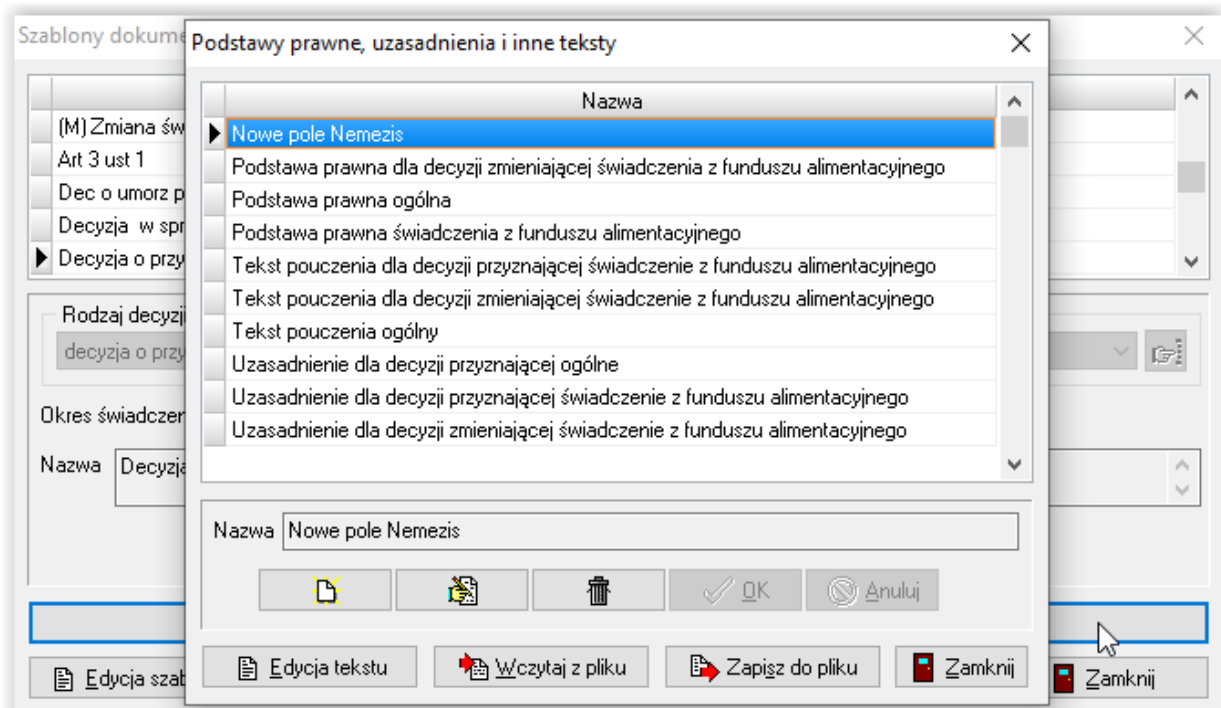 Szablony dokume
Podstawy prawne, uzasadnienia i inne teksty
Nazwa
Nowe pole Nemezis
Podstawa prawna dla decyzji zmieniającej świadczenia z funduszu alimentacyjnego
Podstawa prawna ogólna
Podstawa prawna świadczenia z funduszu alimentacyjnego
Tekst pouczenia dla decyzji przyznającej świadczenie z funduszu alimentacyjnego
Tekst pouczenia dla decyzji zmieniającej świadczenie z funduszu alimentacyjnego
Tekst pouczenia ogólny
Uzasadnienie dla decyzji przyznającej ogólne
Uzasadnienie dla decyzji przyznającej świadczenie z funduszu alimentacyjnego
Uzasadnienie dla decyzji zmieniającej świadczenie z funduszu alimentacyjnego
Nazwa Nowe pole Nemezis
OK Anuluj
Edycja tekstu Wczytaj z pliku Zapisz do pliku Zamknij
(M) Zmiana św
Art 3 ust 1
Dec o umorz p
Decyzja w spr
Decyzja o przy
Rodzaj decyzji
decyzja o przy
Okres świadczer
Nazwa Decyzja
Edycja szab
Zamknij